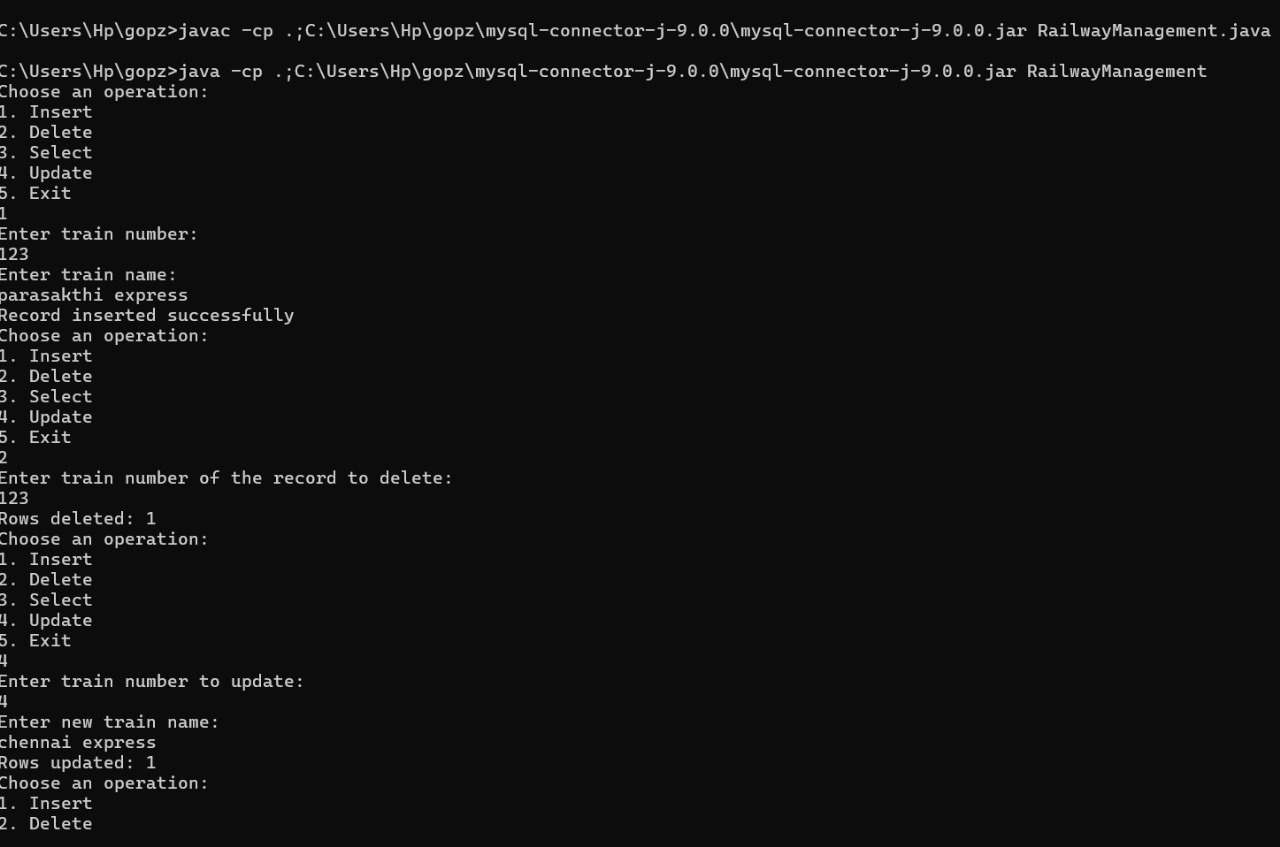 C:\Users\Hp\gopz>javac -cp .;C:\Users\Hp\gopz\mysql-connector-j-9.0.0\mysql-connector-j-9.0.0.jar RailwayManagement.java
C:\Users\Hp\gopz>java -cp .;C:\Users\Hp\gopz\mysql-connector-j-9.0.0\mysql-connector-j-9.0.0.jar RailwayManagement
Choose an operation:
1. Insert
2. Delete
3. Select
4. Update
5. Exit
1
Enter train number:
123
Enter train name:
parasakthi express
Record inserted successfully
Choose an operation:
1. Insert
2. Delete
3. Select
4. Update
5. Exit
2
Enter train number of the record to delete:
123
Rows deleted: 1
Choose an operation:
1. Insert
2. Delete
3. Select
4. Update
5. Exit
4
Enter train number to update:
4
Enter new train name:
chennai express
Rows updated: 1
Choose an operation:
1. Insert
2. Delete